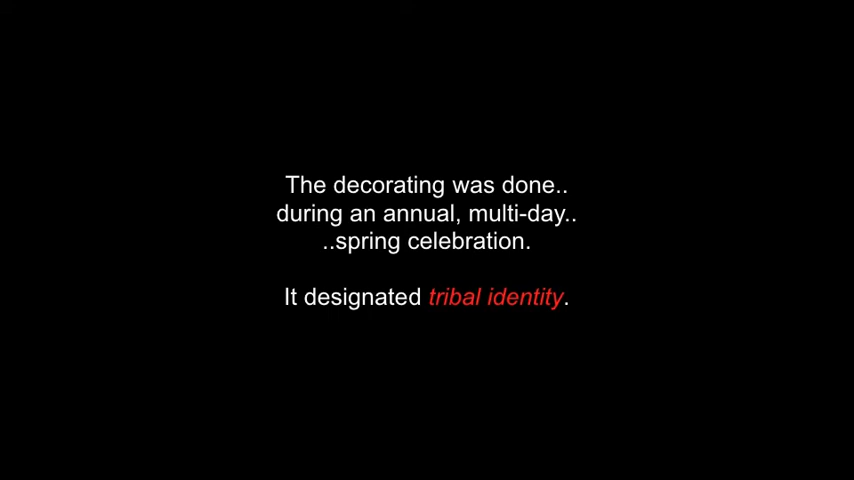 The decorating was done..
during an annual, multi-day..
..spring celebration.
It designated tribal identity.